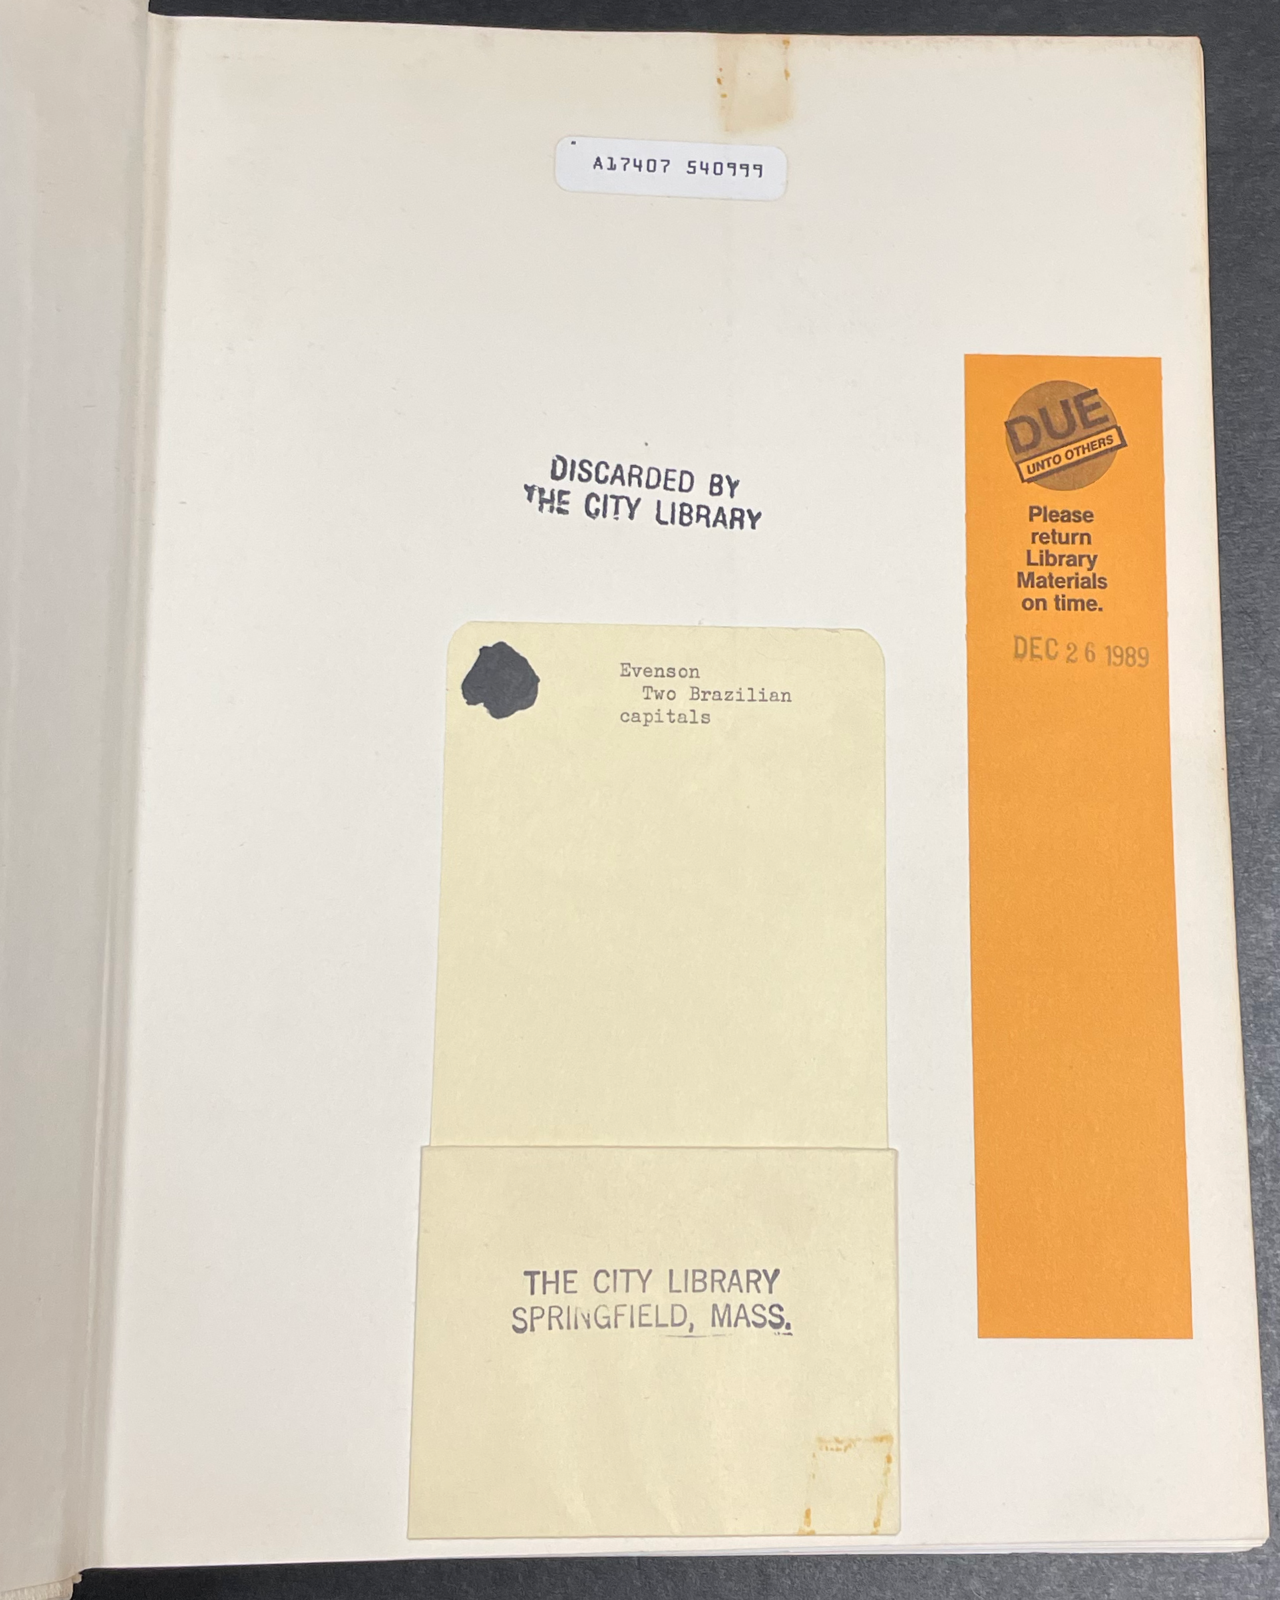 A17407 540999
DISCARDED BY
THE CITY LIBRARY
DUE
UNTO OTHERS
Please
return
Library
Materials
on time.
DEC 26 1989
Evenson
Two Brazilian
capitals
THE CITY LIBRARY
SPRINGFIELD, MASS.